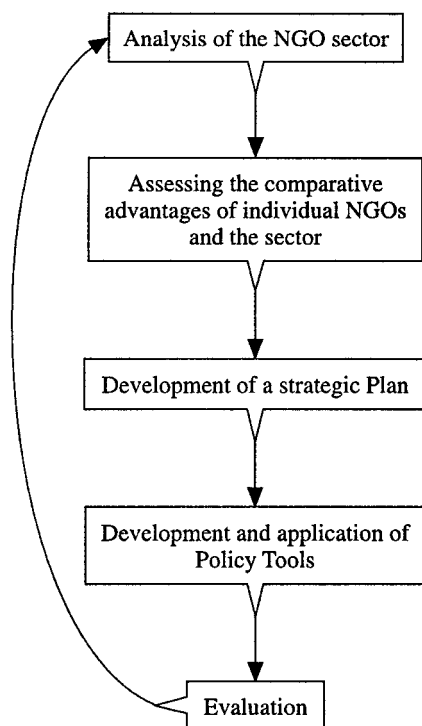 Analysis of the NGO sector
Assessing the comparative
advantages of individual NGOs
and the sector
Development of a strategic Plan
Development and application of
Policy Tools
Evaluation